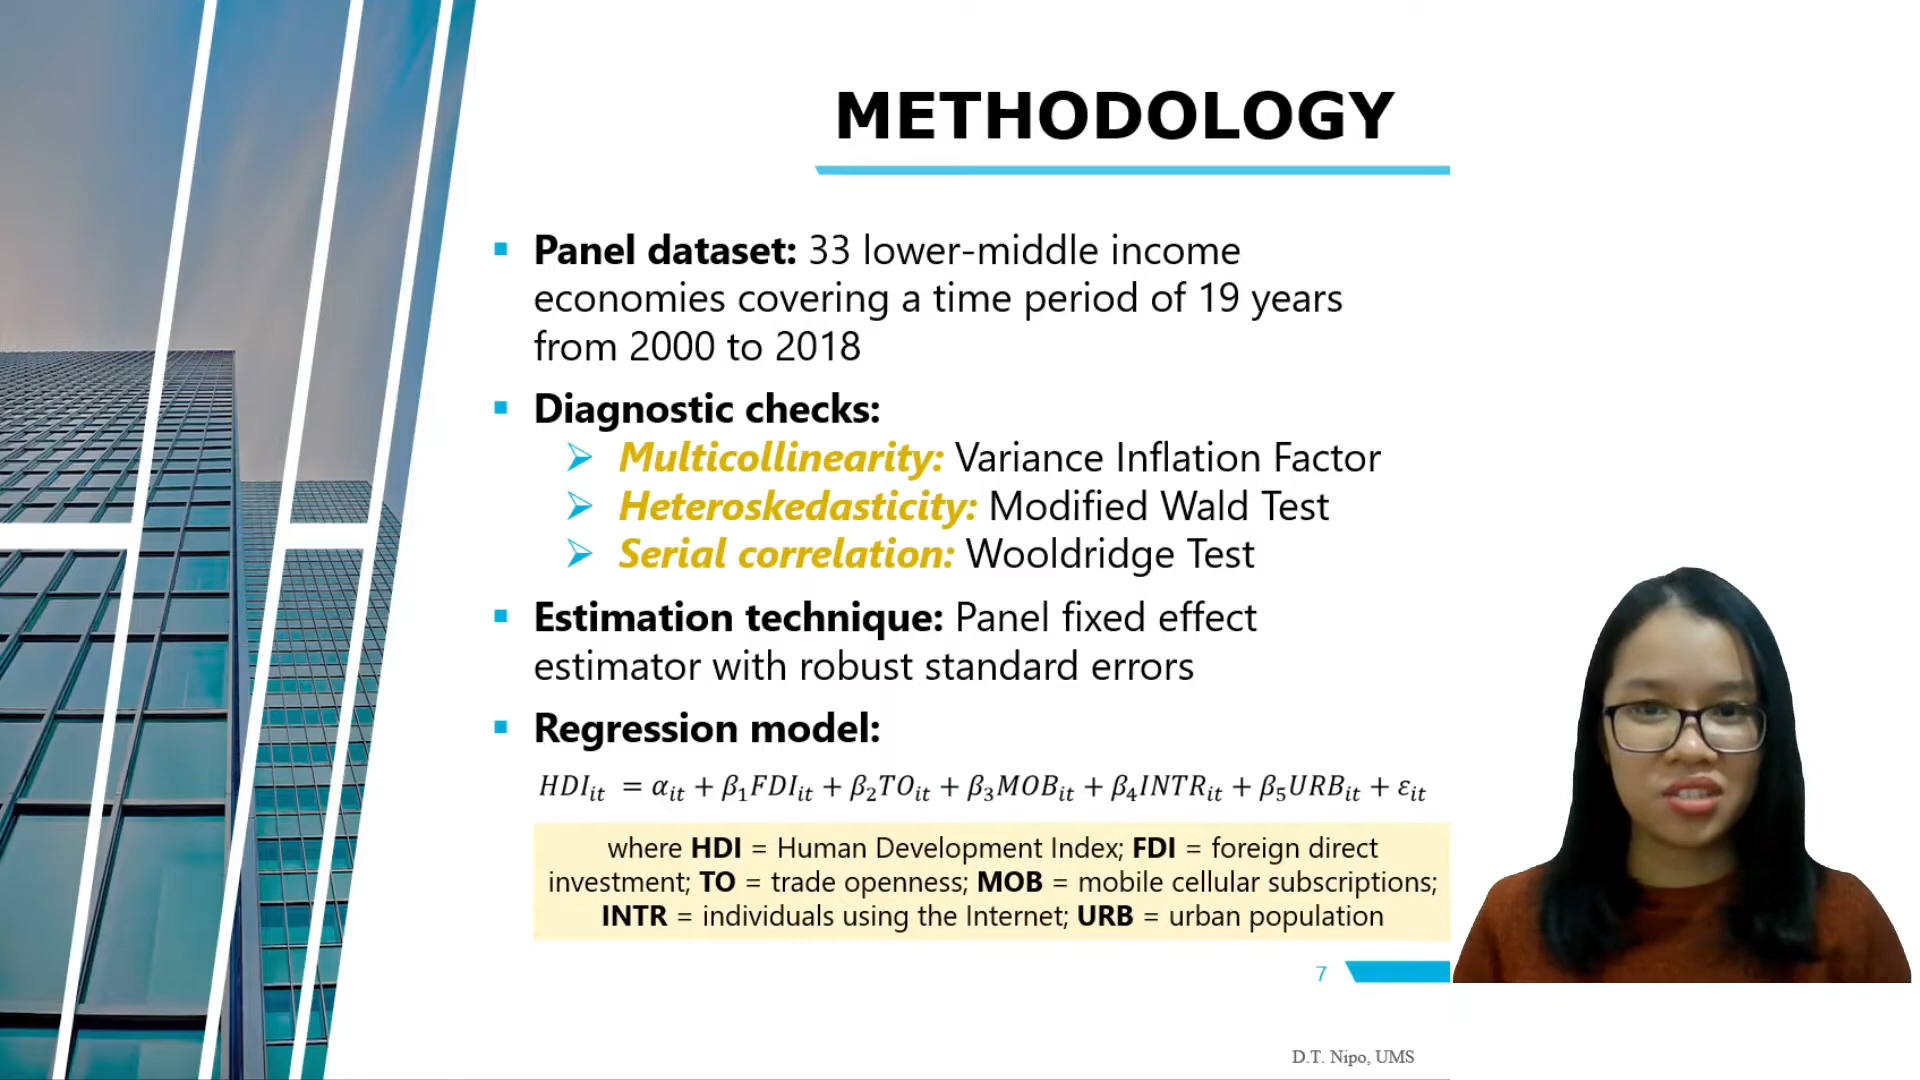 METHODOLOGY
Panel dataset: 33 lower-middle income
economies covering a time period of 19 years
from 2000 to 2018
Diagnostic checks:
Multicollinearity: Variance Inflation Factor
Heteroskedasticity: Modified Wald Test
Serial correlation: Wooldridge Test
Estimation technique: Panel fixed effect
estimator with robust standard errors
Regression model:
HDI_it = α_it + β_1FDI_it + β_2TO_it + β_3MOB_it + β_4INTR_it + β_5URB_it + ε_it
where HDI = Human Development Index; FDI = foreign direct
investment; TO = trade openness; MOB = mobile cellular subscriptions;
INTR = individuals using the Internet; URB = urban population
7
D.T. Nipo, UMS